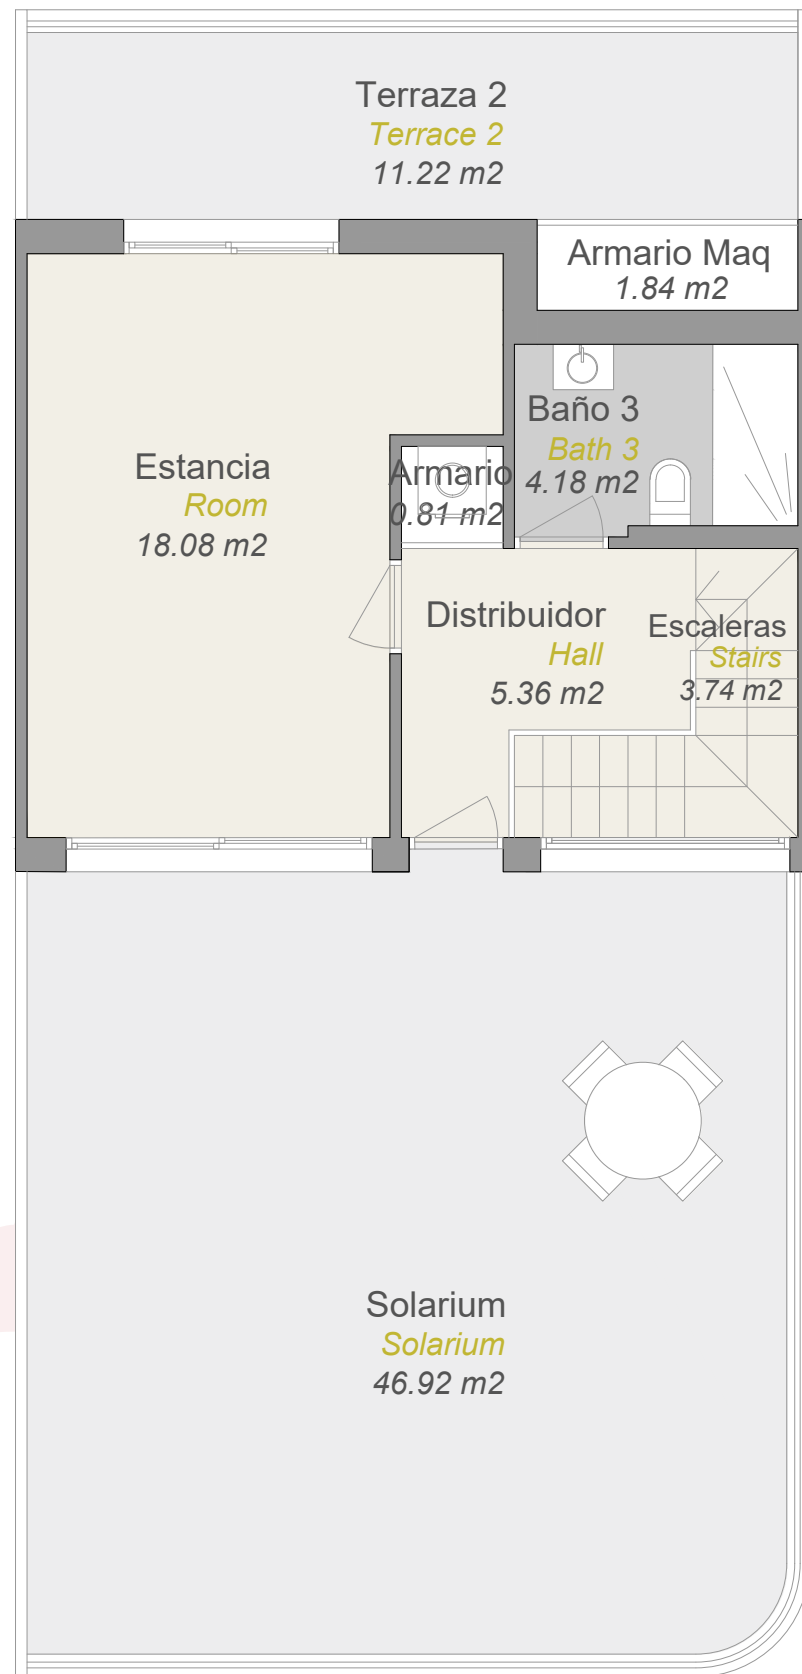 Terraza 2
Terrace 2
11.22 m2
Armario Maq
1.84 m2
Baño 3
Bath 3
4.18 m2
Estancia
Room
18.08 m2
Armario
0.81 m2
Distribuidor
Hall
5.36 m2
Escaleras
Stairs
3.74 m2
Solarium
Solarium
46.92 m2